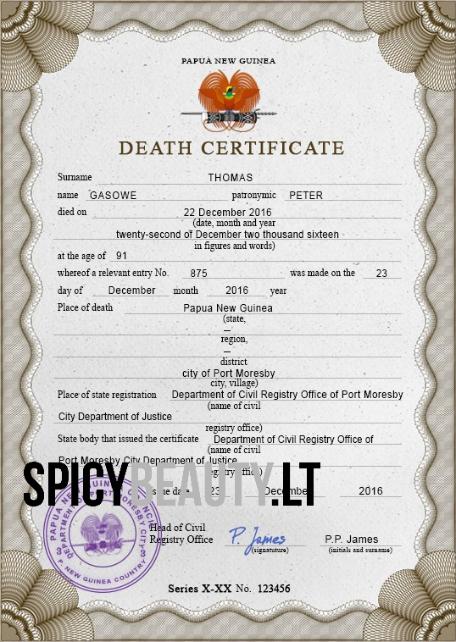 PAPUA NEW GUINEA
DEATH CERTIFICATE
Surname THOMAS
name GASOWE patronymic PETER
died on 22 December 2016
(date, month and year
twenty-second of December two thousand sixteen
in figures and words)
at the age of 91
whereof a relevant entry No. 875 was made on the 23
day of December month 2016 year
Place of death Papua New Guinea
(state,
—
region,
—
district
city of Port Moresby
city, village)
Place of state registration Department of Civil Registry Office of Port Moresby
(name of civil
City Department of Justice
registry office)
State body that issued the certificate Department of Civil Registry Office of
(name of civil
Port Moresby City Department of Justice
registry office)
SPICYBEAUTY.LT
issue date 23 December 2016
Head of Civil
Registry Office P. James P.P. James
(signature) (initials and surname)
P. NEW GUINEA COUNTRY
Series X-XX No. 123456